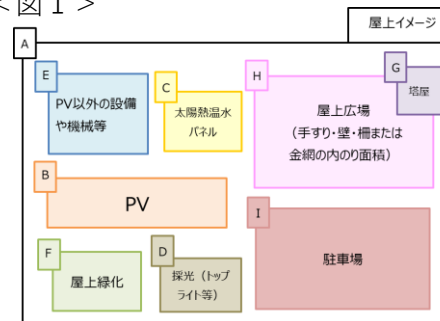 ＜図１＞
屋上イメージ
A
E
PV以外の設備
や機械等
C
太陽熱温水
パネル
H
屋上広場
（手すり・壁・柵または
金網の内のり面積）
G
塔屋
B
PV
I
駐車場
F
屋上緑化
D
採光（トップ
ライト等）